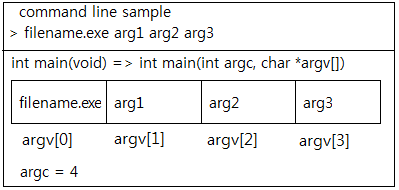 command line sample
> filename.exe arg1 arg2 arg3
int main(void) => int main(int argc, char *argv[])
filename.exe arg1 arg2 arg3
argv[0] argv[1] argv[2] argv[3]
argc = 4